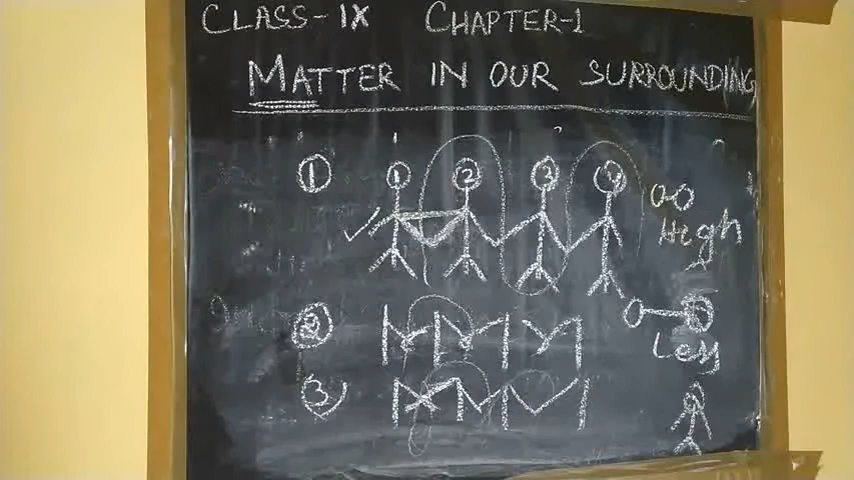 CLASS-IX CHAPTER-1
MATTER IN OUR SURROUNDING
1 1 2 3 4
High
2
Less
3